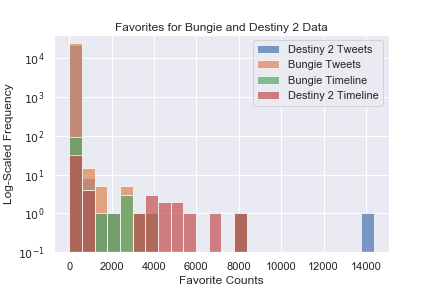 Favorites for Bungie and Destiny 2 Data
Destiny 2 Tweets
Bungie Tweets
Bungie Timeline
Destiny 2 Timeline
Log-Scaled Frequency
10⁴
10³
10²
10¹
10⁰
10⁻¹
0 2000 4000 6000 8000 10000 12000 14000
Favorite Counts